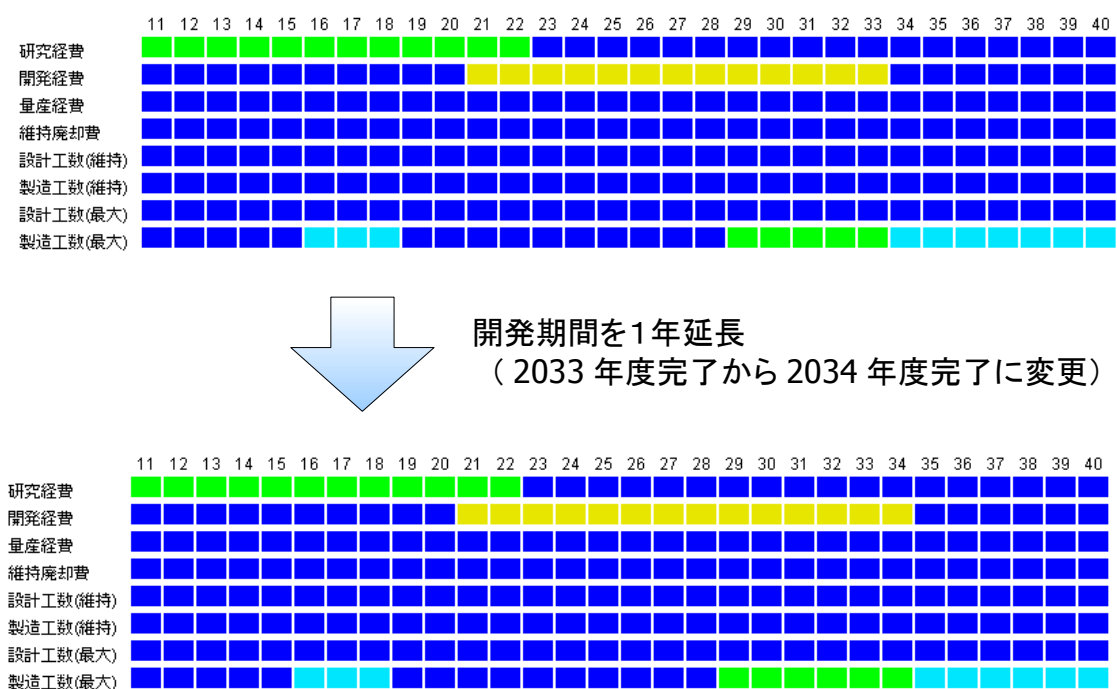 11 12 13 14 15 16 17 18 19 20 21 22 23 24 25 26 27 28 29 30 31 32 33 34 35 36 37 38 39 40
研究経費
開発経費
量産経費
維持廃却費
設計工数(維持)
製造工数(維持)
設計工数(最大)
製造工数(最大)
開発期間を1年延長
（ 2033 年度完了から 2034 年度完了に変更）
11 12 13 14 15 16 17 18 19 20 21 22 23 24 25 26 27 28 29 30 31 32 33 34 35 36 37 38 39 40
研究経費
開発経費
量産経費
維持廃却費
設計工数(維持)
製造工数(維持)
設計工数(最大)
製造工数(最大)